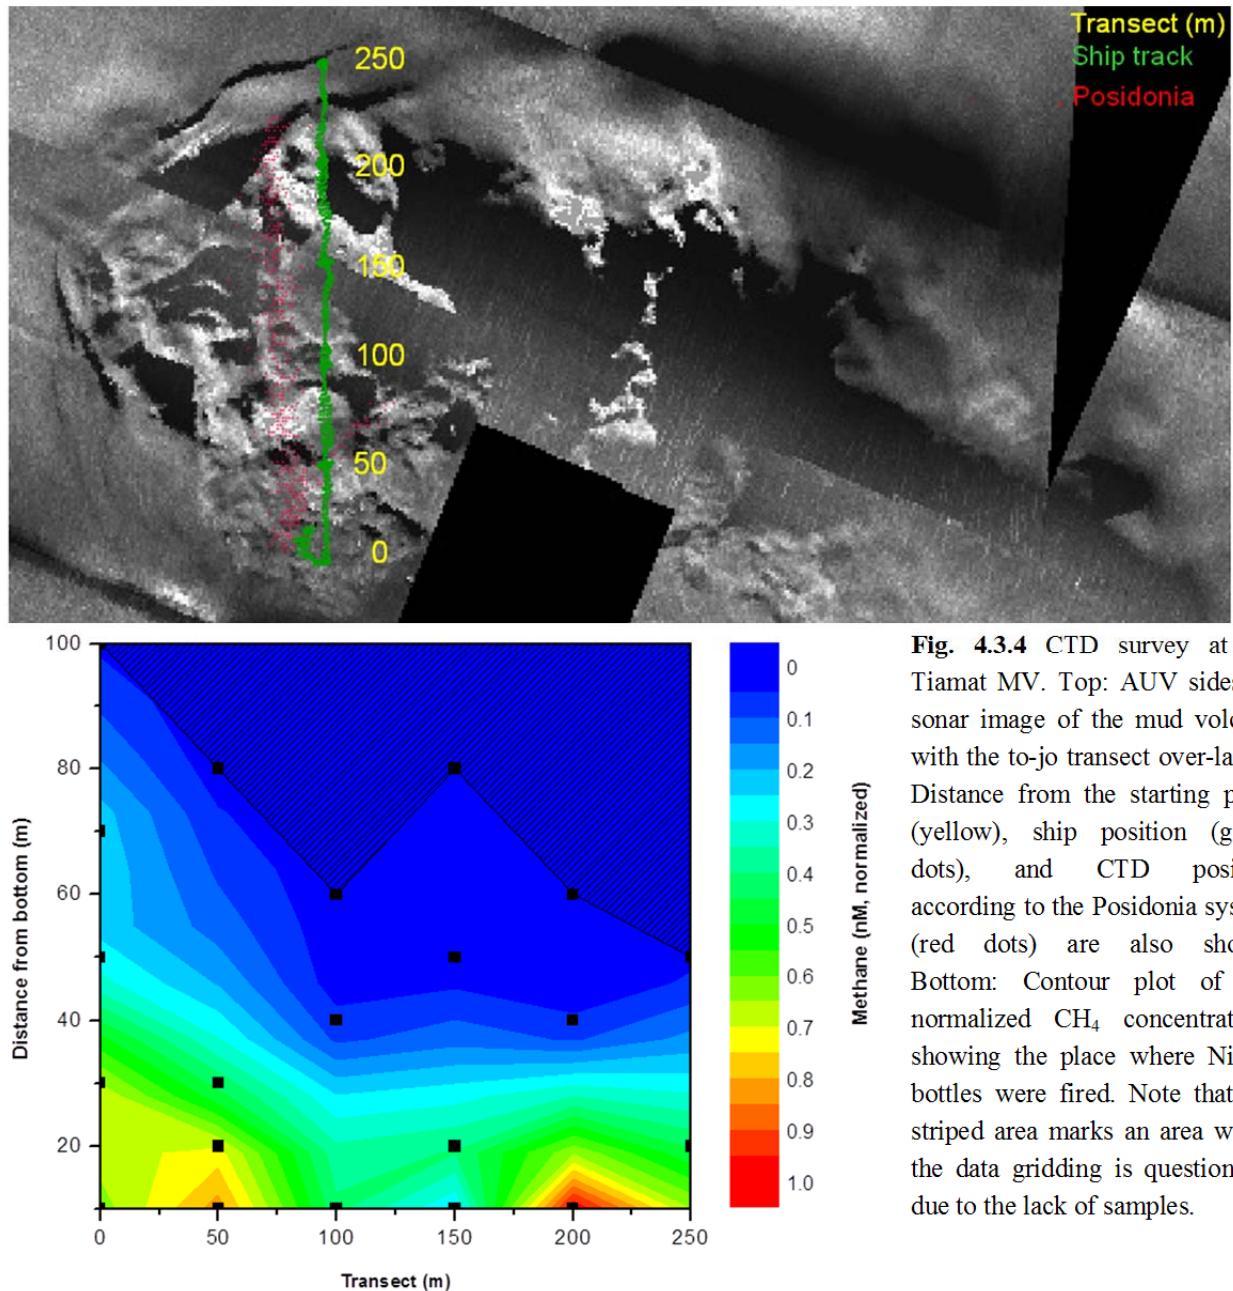 Transect (m)
Ship track
Posidonia
250
200
150
100
50
0
100
80
60
40
20
0
50
100
150
200
250
Distance from bottom (m)
Transect (m)
0
0.1
0.2
0.3
0.4
0.5
0.6
0.7
0.8
0.9
1.0
Methane (nM, normalized)
Fig. 4.3.4 CTD survey at
Tiamat MV. Top: AUV sides
sonar image of the mud volc
with the to-jo transect over-la
Distance from the starting p
(yellow), ship position (g
dots), and CTD posi
according to the Posidonia sys
(red dots) are also sho
Bottom: Contour plot of
normalized CH₄ concentrat
showing the place where Ni
bottles were fired. Note that
striped area marks an area w
the data gridding is question
due to the lack of samples.